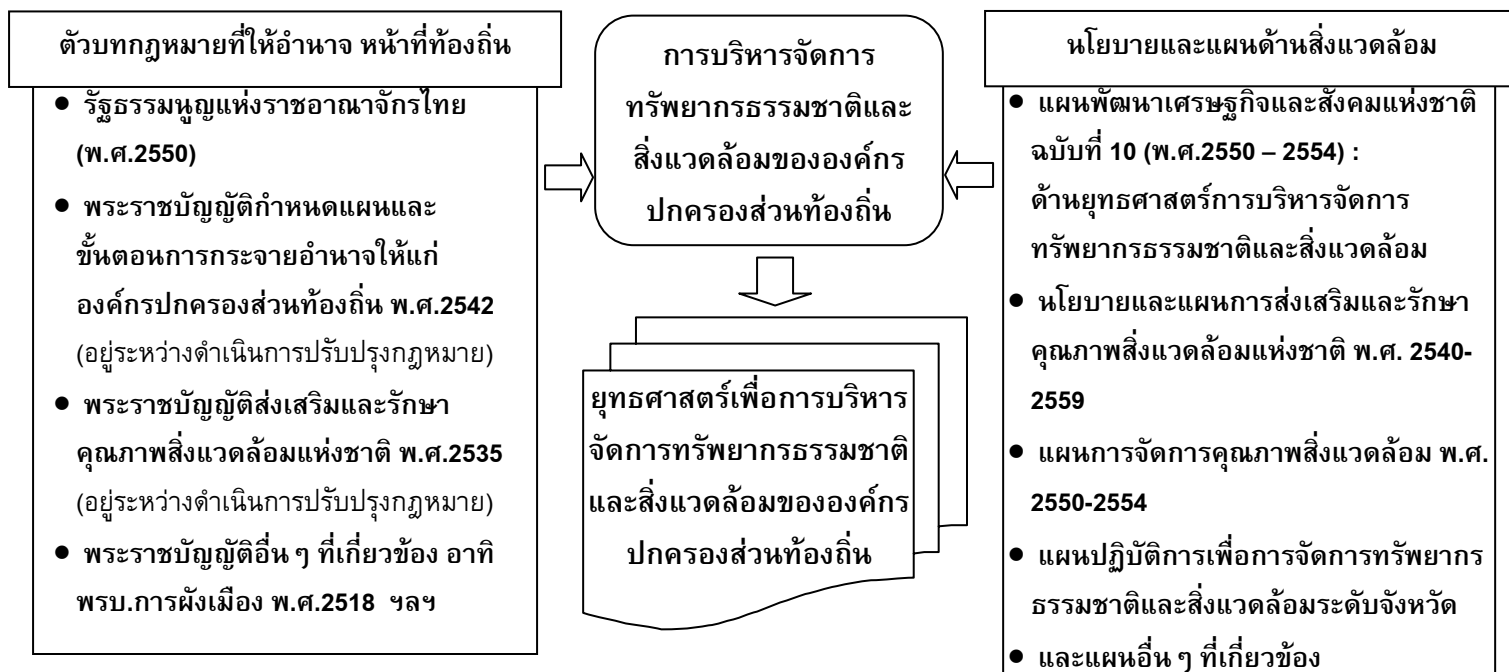 ตัวบทกฎหมายที่ให้อำนาจ หน้าที่ท้องถิ่น
• รัฐธรรมนูญแห่งราชอาณาจักรไทย
(พ.ศ.2550)
• พระราชบัญญัติกำหนดแผนและ
ขั้นตอนการกระจายอำนาจให้แก่
องค์กรปกครองส่วนท้องถิ่น พ.ศ.2542
(อยู่ระหว่างดำเนินการปรับปรุงกฎหมาย)
• พระราชบัญญัติส่งเสริมและรักษา
คุณภาพสิ่งแวดล้อมแห่งชาติ พ.ศ.2535
(อยู่ระหว่างดำเนินการปรับปรุงกฎหมาย)
• พระราชบัญญัติอื่น ๆ ที่เกี่ยวข้อง อาทิ
พรบ.การผังเมือง พ.ศ.2518 ฯลฯ
การบริหารจัดการ
ทรัพยากรธรรมชาติและ
สิ่งแวดล้อมขององค์กร
ปกครองส่วนท้องถิ่น
ยุทธศาสตร์เพื่อการบริหาร
จัดการทรัพยากรธรรมชาติ
และสิ่งแวดล้อมขององค์กร
ปกครองส่วนท้องถิ่น
นโยบายและแผนด้านสิ่งแวดล้อม
• แผนพัฒนาเศรษฐกิจและสังคมแห่งชาติ
ฉบับที่ 10 (พ.ศ.2550 – 2554) :
ด้านยุทธศาสตร์การบริหารจัดการ
ทรัพยากรธรรมชาติและสิ่งแวดล้อม
• นโยบายและแผนการส่งเสริมและรักษา
คุณภาพสิ่งแวดล้อมแห่งชาติ พ.ศ. 2540-
2559
• แผนการจัดการคุณภาพสิ่งแวดล้อม พ.ศ.
2550-2554
• แผนปฏิบัติการเพื่อการจัดการทรัพยากร
ธรรมชาติและสิ่งแวดล้อมระดับจังหวัด
• และแผนอื่น ๆ ที่เกี่ยวข้อง